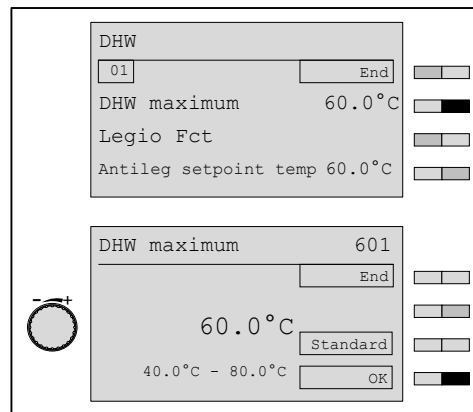 DHW
01 End
DHW maximum 60.0°C
Legio Fct
Antileg setpoint temp 60.0°C
DHW maximum 601
End
- +
60.0°C
Standard
40.0°C - 80.0°C
OK